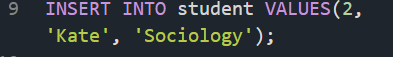 9 INSERT INTO student VALUES(2,
'Kate', 'Sociology');